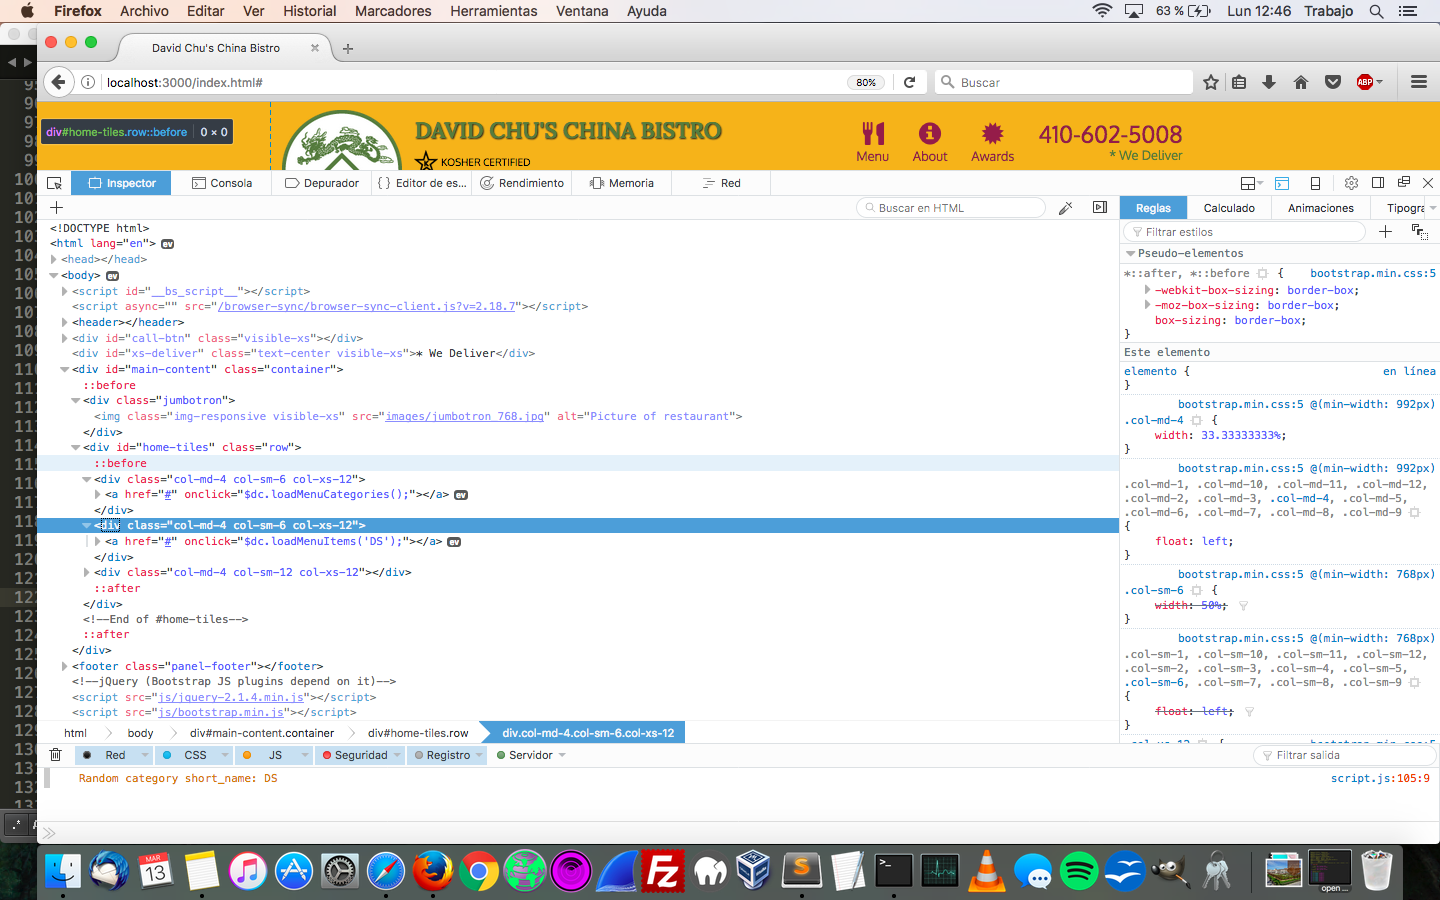 Firefox Archivo Editar Ver Historial Marcadores Herramientas Ventana Ayuda 63 % Lun 12:46 Trabajo
David Chu's China Bistro
localhost:3000/index.html# 80% Buscar ABP
div#home-tiles.row::before 0 × 0
DAVID CHU'S CHINA BISTRO
KOSHER CERTIFIED
Menu About Awards
410-602-5008
* We Deliver
Inspector Consola Depurador Editor de es... Rendimiento Memoria Red
Buscar en HTML
<!DOCTYPE html>
<html lang="en"> ev
<head></head>
<body> ev
<script id="__bs_script__"></script>
<script async="" src="/browser-sync/browser-sync-client.js?v=2.18.7"></script>
<header></header>
<div id="call-btn" class="visible-xs"></div>
<div id="xs-deliver" class="text-center visible-xs">* We Deliver</div>
<div id="main-content" class="container">
::before
<div class="jumbotron">
<img class="img-responsive visible-xs" src="images/jumbotron_768.jpg" alt="Picture of restaurant">
</div>
<div id="home-tiles" class="row">
::before
<div class="col-md-4 col-sm-6 col-xs-12">
<a href="#" onclick="$dc.loadMenuCategories();"></a> ev
</div>
<div class="col-md-4 col-sm-6 col-xs-12">
<a href="#" onclick="$dc.loadMenuItems('DS');"></a> ev
</div>
<div class="col-md-4 col-sm-12 col-xs-12"></div>
::after
</div>
<!--End of #home-tiles-->
::after
</div>
<footer class="panel-footer"></footer>
<!--jQuery (Bootstrap JS plugins depend on it)-->
<script src="js/jquery-2.1.4.min.js"></script>
<script src="js/bootstrap.min.js"></script>
html body div#main-content.container div#home-tiles.row div.col-md-4.col-sm-6.col-xs-12
Reglas Calculado Animaciones Tipogra
Filtrar estilos
Pseudo-elementos
*::after, *::before { bootstrap.min.css:5
-webkit-box-sizing: border-box;
-moz-box-sizing: border-box;
box-sizing: border-box;
}
Este elemento
elemento { en línea
}
bootstrap.min.css:5 @(min-width: 992px)
.col-md-4 {
width: 33.33333333%;
}
bootstrap.min.css:5 @(min-width: 992px)
.col-md-1, .col-md-10, .col-md-11, .col-md-12,
.col-md-2, .col-md-3, .col-md-4, .col-md-5,
.col-md-6, .col-md-7, .col-md-8, .col-md-9
{
float: left;
}
bootstrap.min.css:5 @(min-width: 768px)
.col-sm-6 {
width: 50%;
}
bootstrap.min.css:5 @(min-width: 768px)
.col-sm-1, .col-sm-10, .col-sm-11, .col-sm-12,
.col-sm-2, .col-sm-3, .col-sm-4, .col-sm-5,
.col-sm-6, .col-sm-7, .col-sm-8, .col-sm-9
{
float: left;
}
Red CSS JS Seguridad Registro Servidor Filtrar salida
Random category short_name: DS script.js:105:9
MAR
13
open ...